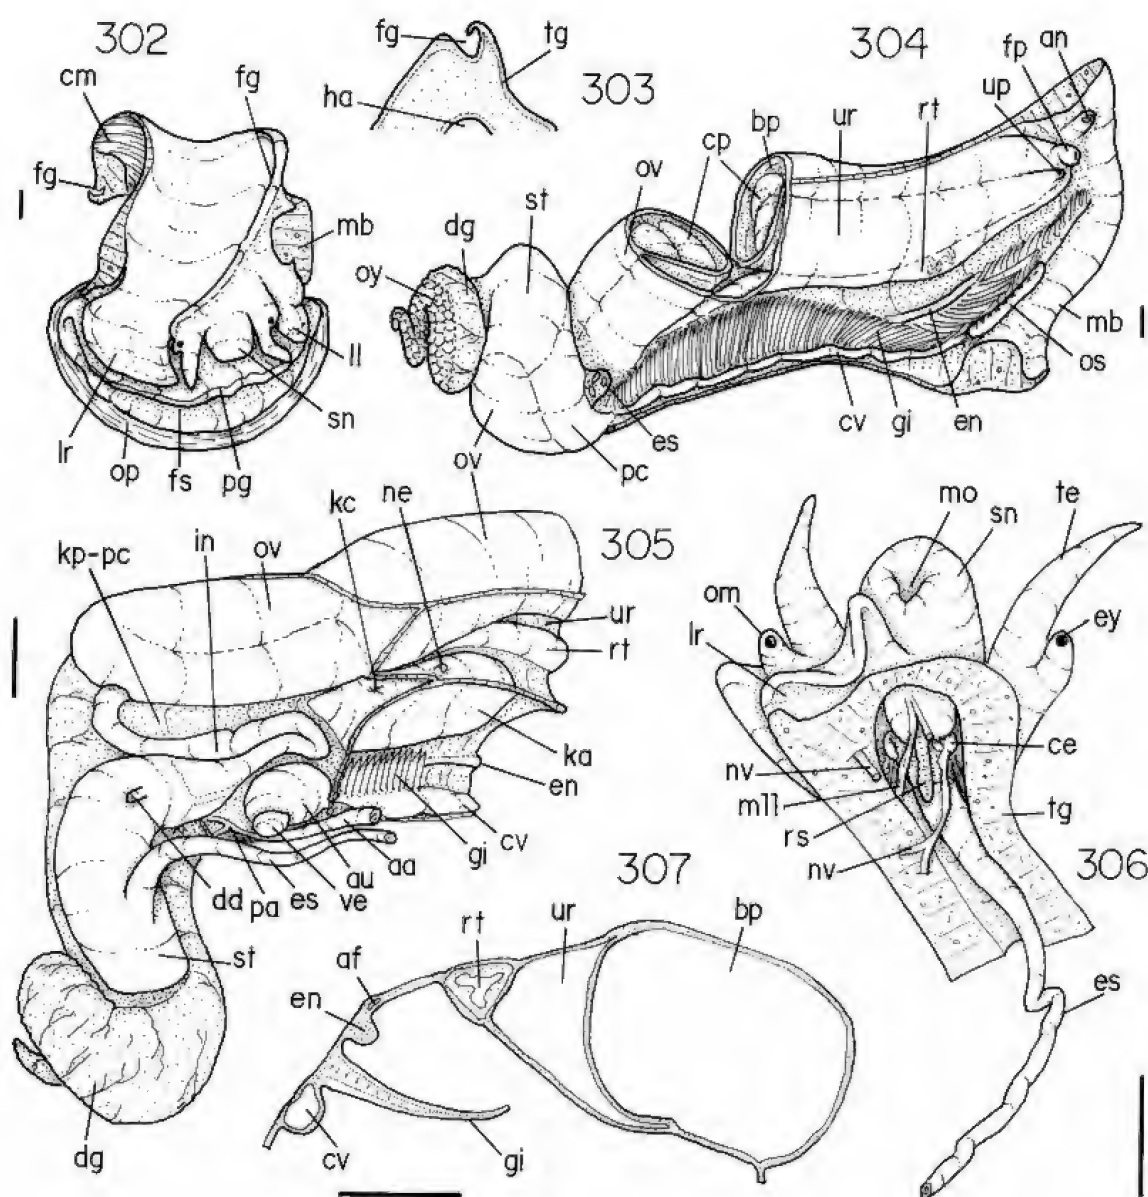 302
cm
fg
fg
mb
ll
sn
pg
fs
op
lr
303
fg
tg
ha
304
an
fp
up
rt
ur
bp
cp
ov
st
dg
oy
mb
os
en
gi
cv
es
pc
ov
305
kp-pc
in
ov
kc
ne
ov
ur
rt
ka
en
cv
gi
aa
au
ve
es
pa
dd
st
dg
306
mo
sn
te
om
lr
ey
ce
nv
mll
rs
nv
tg
es
307
rt
ur
bp
af
en
cv
gi